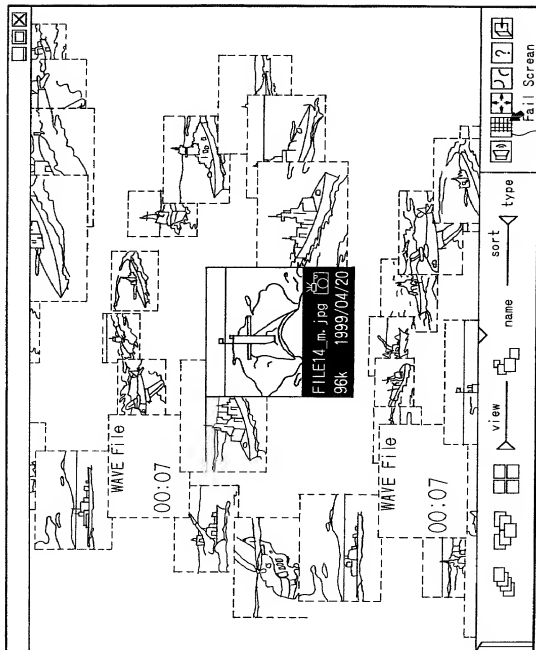 WAVE File
00:07
FILE14_m.jpg
96k 1999/04/20
WAVE File
00:07
view
name
sort
type
?
Fail Screan